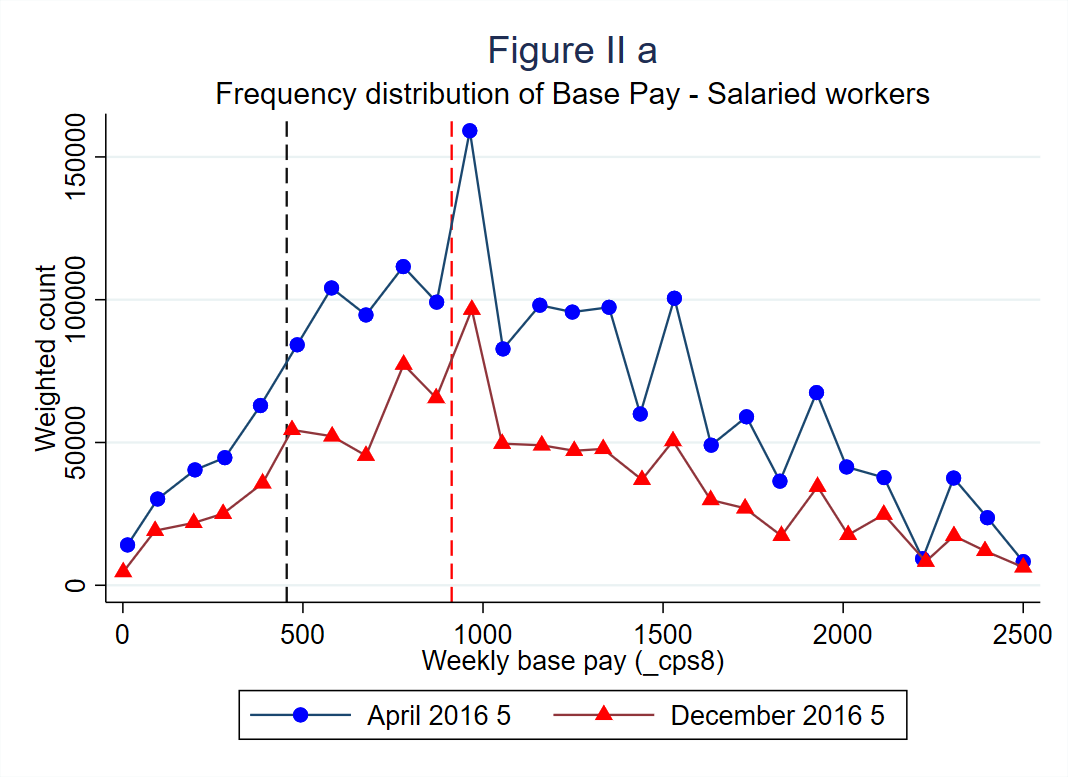 Figure II a
Frequency distribution of Base Pay - Salaried workers
Weighted count
150000
100000
50000
0
0 500 1000 1500 2000 2500
Weekly base pay (_cps8)
April 2016 5 December 2016 5